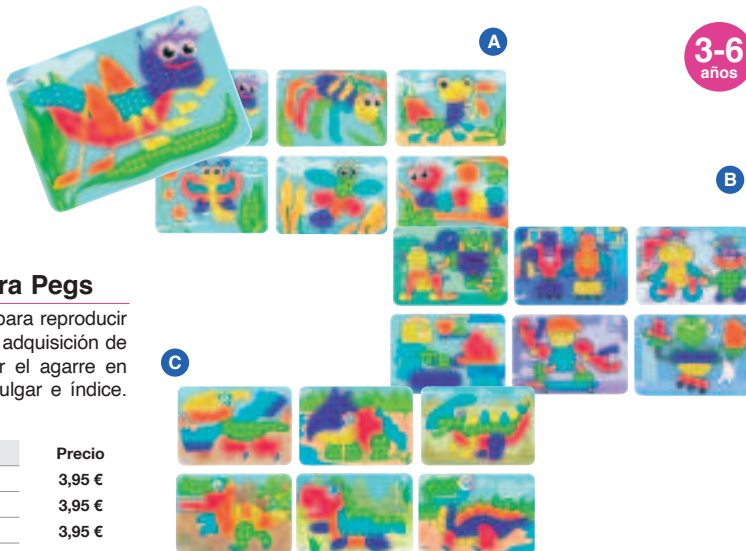 A
3-6
años
B
ra Pegs
para reproducir
adquisición de
r el agarre en
ulgar e índice.
C
Precio
3,95 €
3,95 €
3,95 €